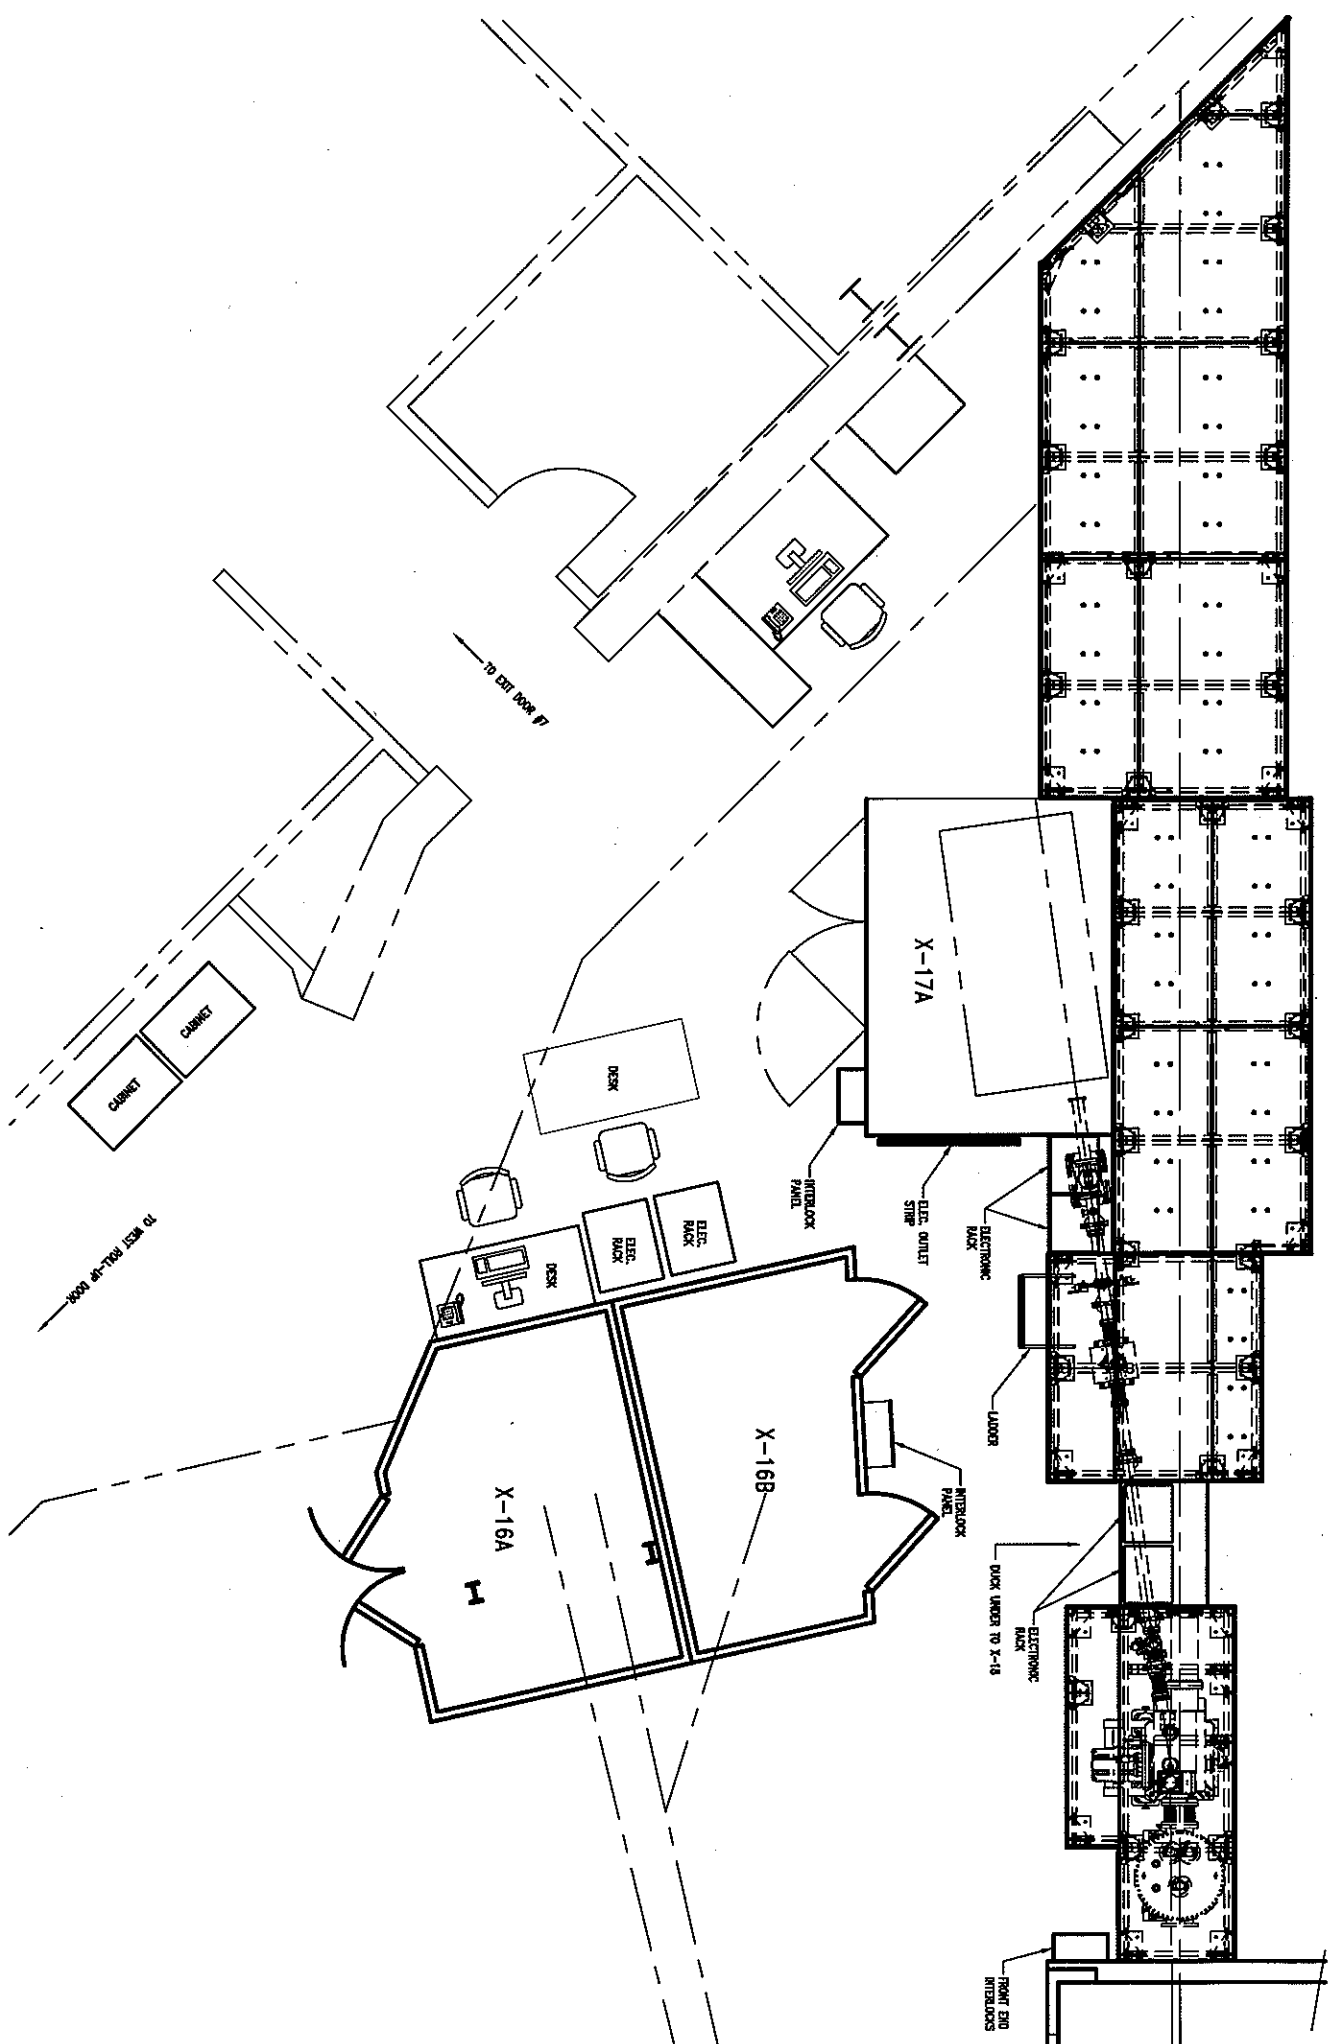 TO EXIT DOOR #7
X-17A
CABINET
CABINET
DESK
INTERLOCK
PANEL
ELEC. OUTLET
STRIP
ELECTRONIC
RACK
ELEC.
RACK
ELEC.
RACK
DESK
TO WEST ROLL-UP DOOR
LADDER
X-16B
X-16A
INTERLOCK
PANEL
DUCK UNDER TO X-18
ELECTRONIC
RACK
FRONT END
INTERLOCKS